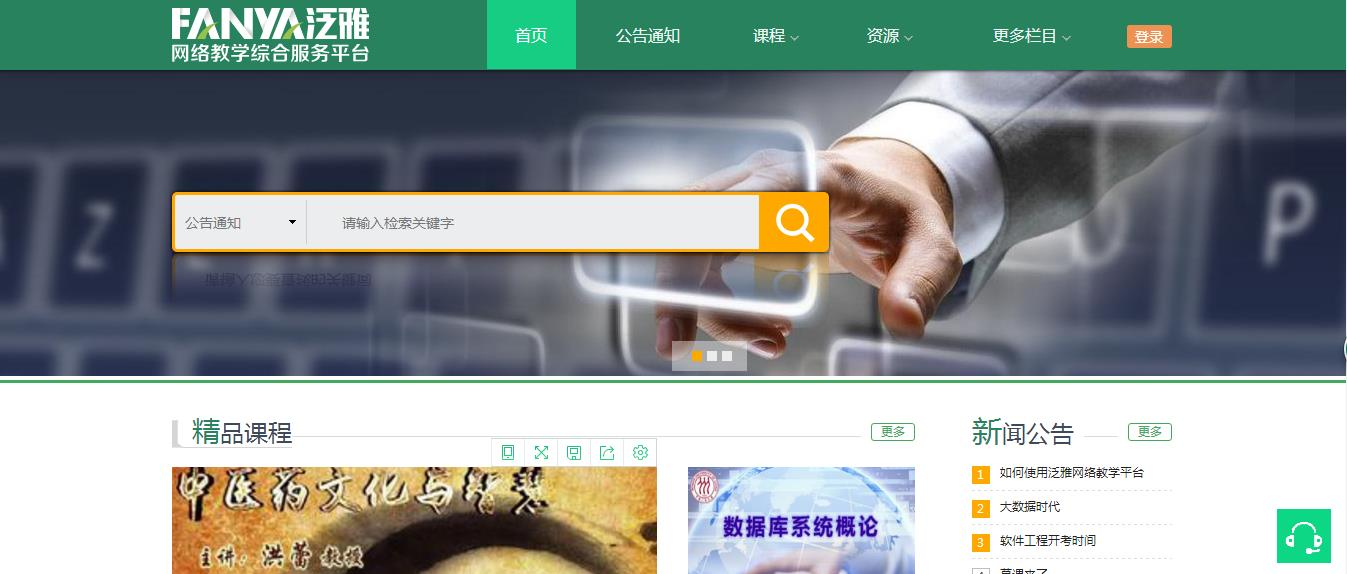 FANYA泛雅
网络教学综合服务平台
首页
公告通知
课程
资源
更多栏目
登录
公告通知
请输入检索关键字
精品课程
更多
中医药文化与智慧
主讲：洪蕾 教授
数据库系统概论
新闻公告
更多
1 如何使用泛雅网络教学平台
2 大数据时代
3 软件工程开考时间
慕课来了
Z
P